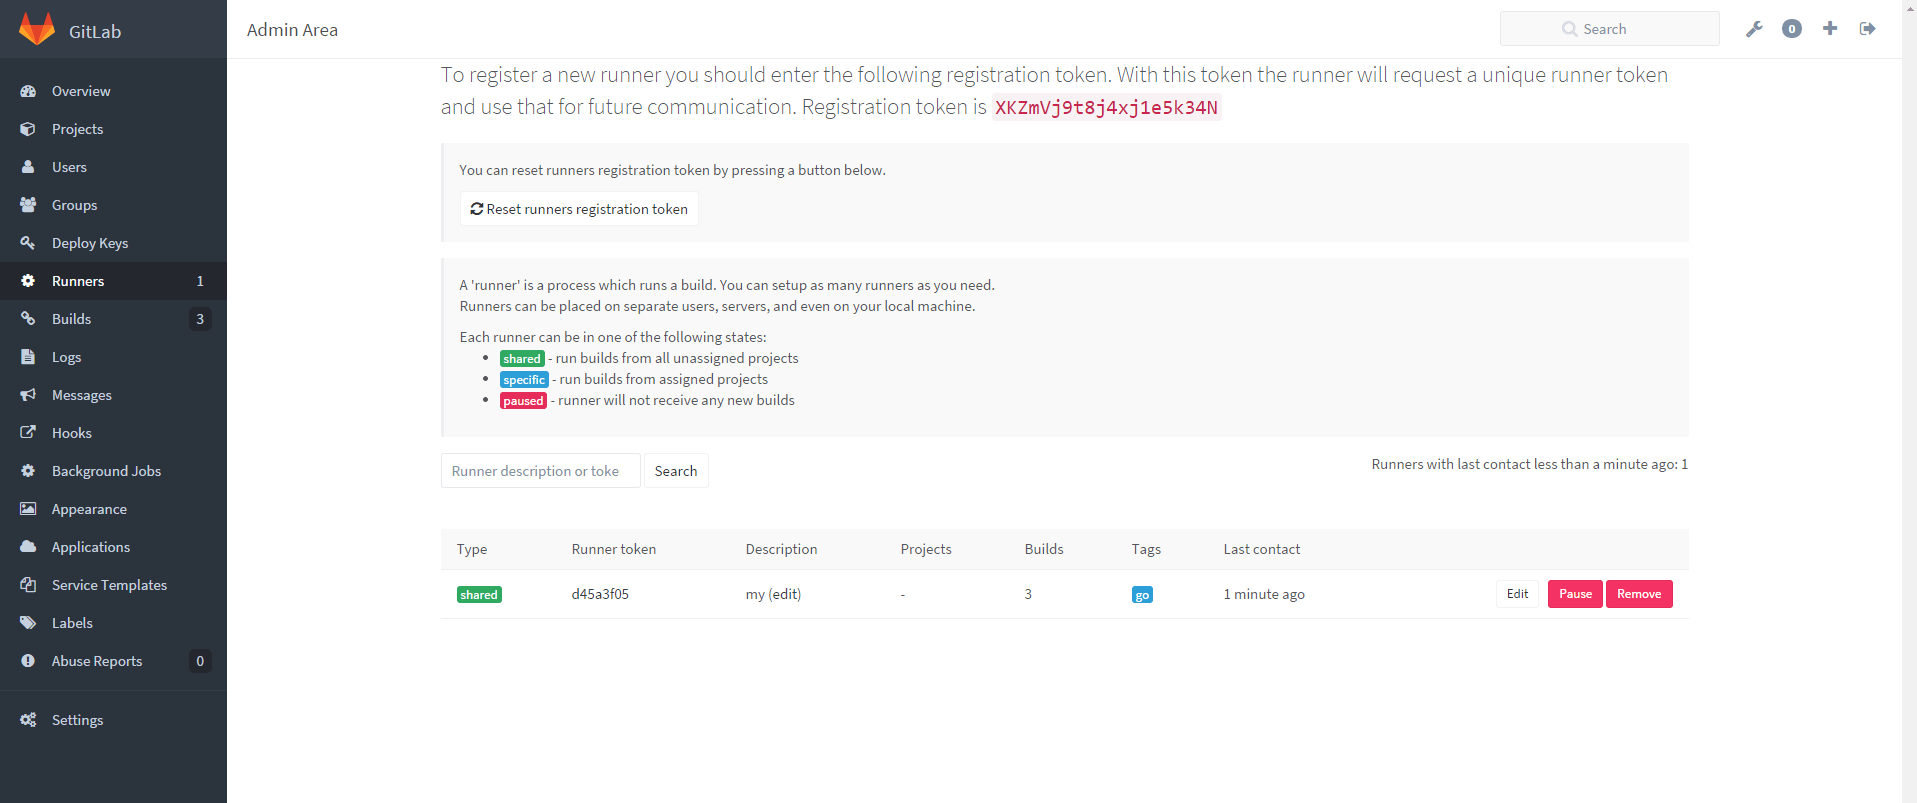 GitLab
Admin Area
Search
0
Overview
Projects
Users
Groups
Deploy Keys
Runners 1
Builds 3
Logs
Messages
Hooks
Background Jobs
Appearance
Applications
Service Templates
Labels
Abuse Reports 0
Settings
To register a new runner you should enter the following registration token. With this token the runner will request a unique runner token
and use that for future communication. Registration token is XKZmVj9t8j4xj1e5k34N
You can reset runners registration token by pressing a button below.
Reset runners registration token
A 'runner' is a process which runs a build. You can setup as many runners as you need.
Runners can be placed on separate users, servers, and even on your local machine.
Each runner can be in one of the following states:
• shared - run builds from all unassigned projects
• specific - run builds from assigned projects
• paused - runner will not receive any new builds
Runner description or toke Search
Runners with last contact less than a minute ago: 1
Type Runner token Description Projects Builds Tags Last contact
shared d45a3f05 my (edit) - 3 go 1 minute ago Edit Pause Remove